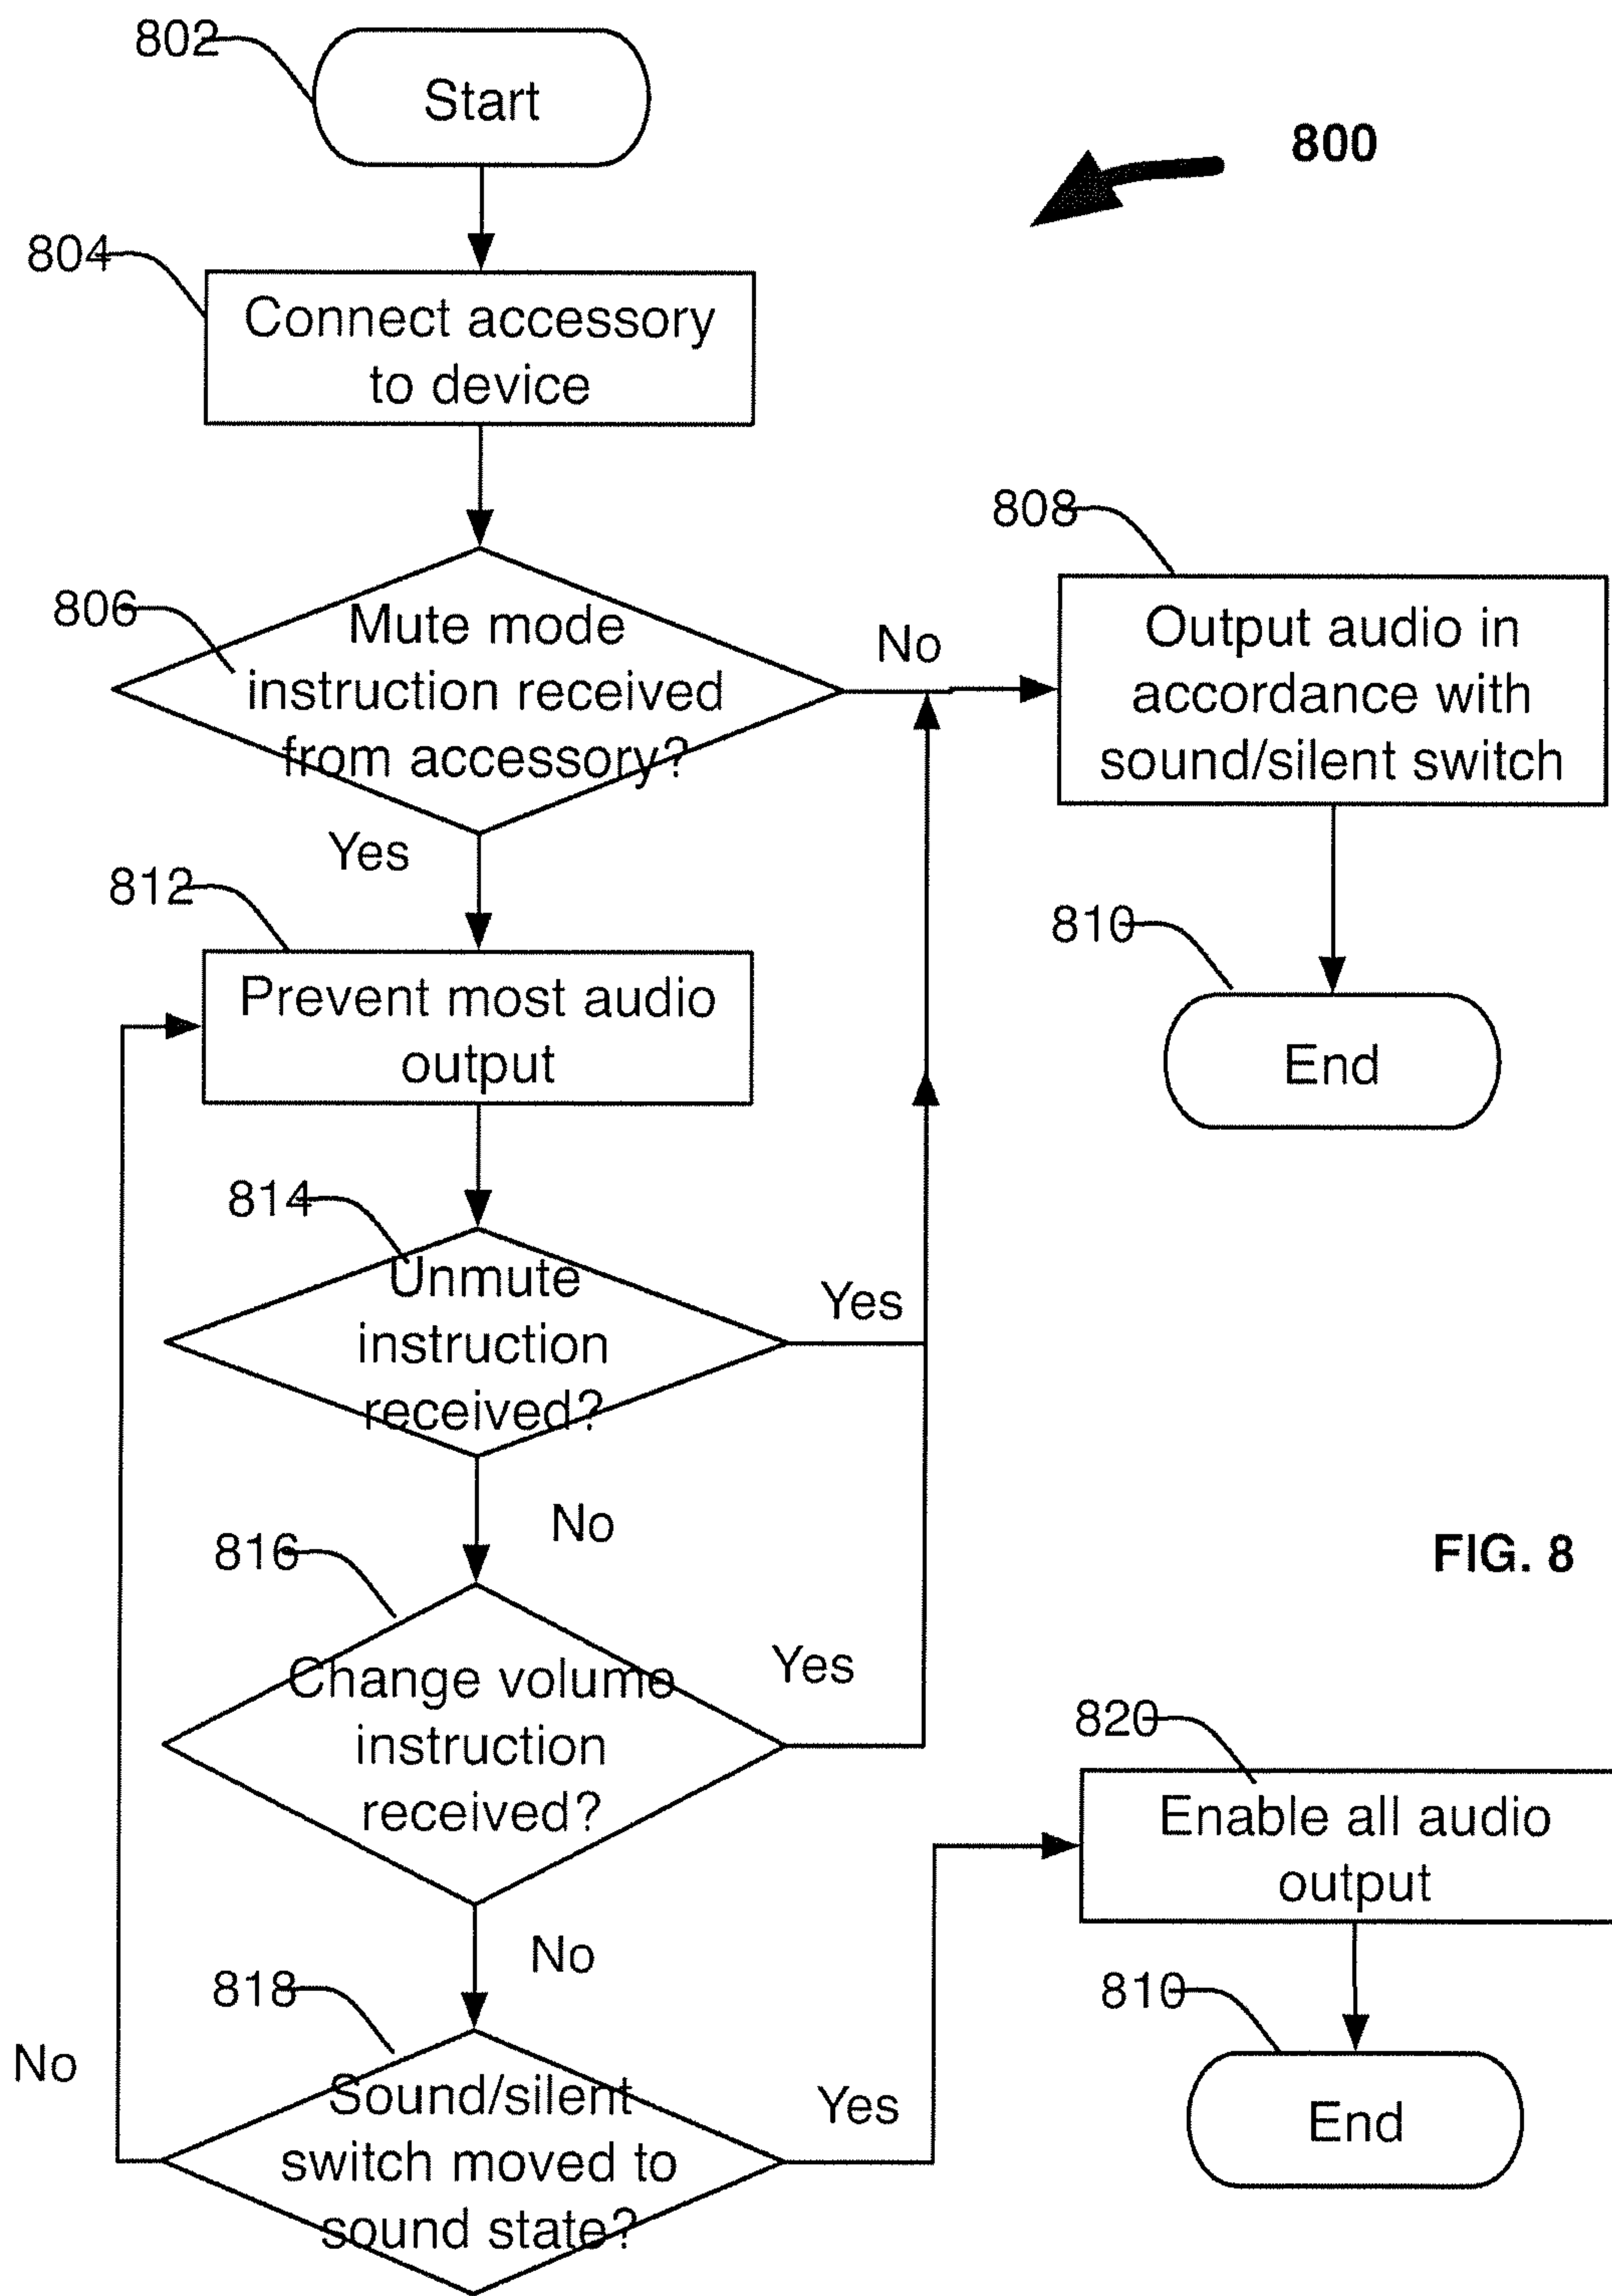 802
Start
800
804
Connect accessory
to device
808
806
Mute mode
instruction received
from accessory?
No
Output audio in
accordance with
sound/silent switch
Yes
812
810
Prevent most audio
output
End
814
Unmute
instruction
received?
Yes
No
816
FIG. 8
Change volume
instruction
received?
Yes
820
Enable all audio
output
No
818
810
No
Sound/silent
switch moved to
sound state?
Yes
End